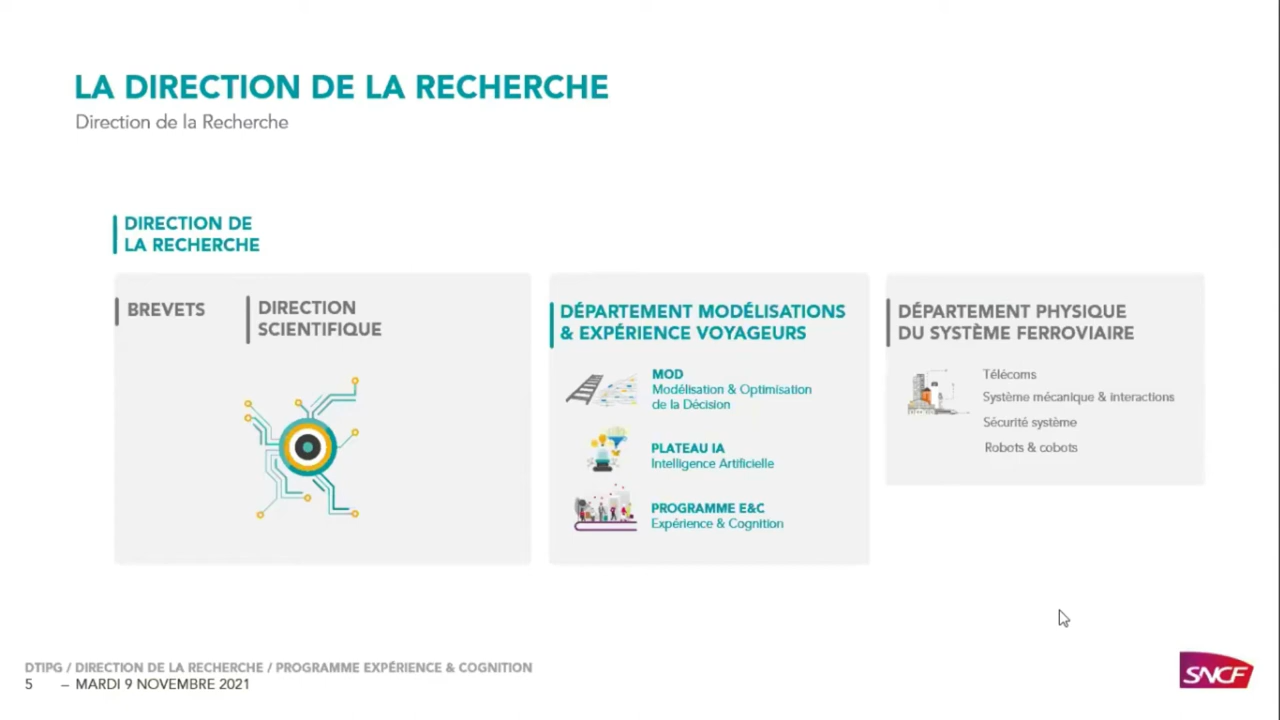 LA DIRECTION DE LA RECHERCHE
Direction de la Recherche
DIRECTION DE
LA RECHERCHE
BREVETS
DIRECTION
SCIENTIFIQUE
DÉPARTEMENT MODÉLISATIONS
& EXPÉRIENCE VOYAGEURS
MOD
Modélisation & Optimisation
de la Décision
PLATEAU IA
Intelligence Artificielle
PROGRAMME E&C
Expérience & Cognition
DÉPARTEMENT PHYSIQUE
DU SYSTÈME FERROVIAIRE
Télécoms
Système mécanique & interactions
Sécurité système
Robots & cobots
DTIPG / DIRECTION DE LA RECHERCHE / PROGRAMME EXPÉRIENCE & COGNITION
5 – MARDI 9 NOVEMBRE 2021
SNCF